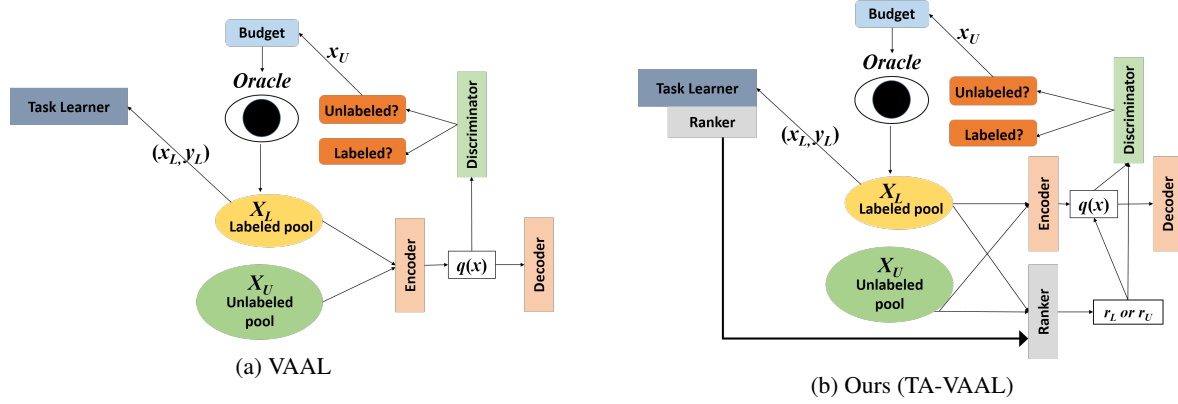 Budget
x_U
Oracle
Task Learner
Unlabeled?
(x_L, y_L)
Labeled?
Discriminator
X_L
Labeled pool
X_U
Unlabeled
pool
Encoder
q(x)
Decoder
(a) VAAL
Budget
x_U
Oracle
Task Learner
Ranker
Unlabeled?
(x_L, y_L)
Labeled?
Discriminator
X_L
Labeled pool
X_U
Unlabeled
pool
Encoder
q(x)
Decoder
Ranker
r_L or r_U
(b) Ours (TA-VAAL)